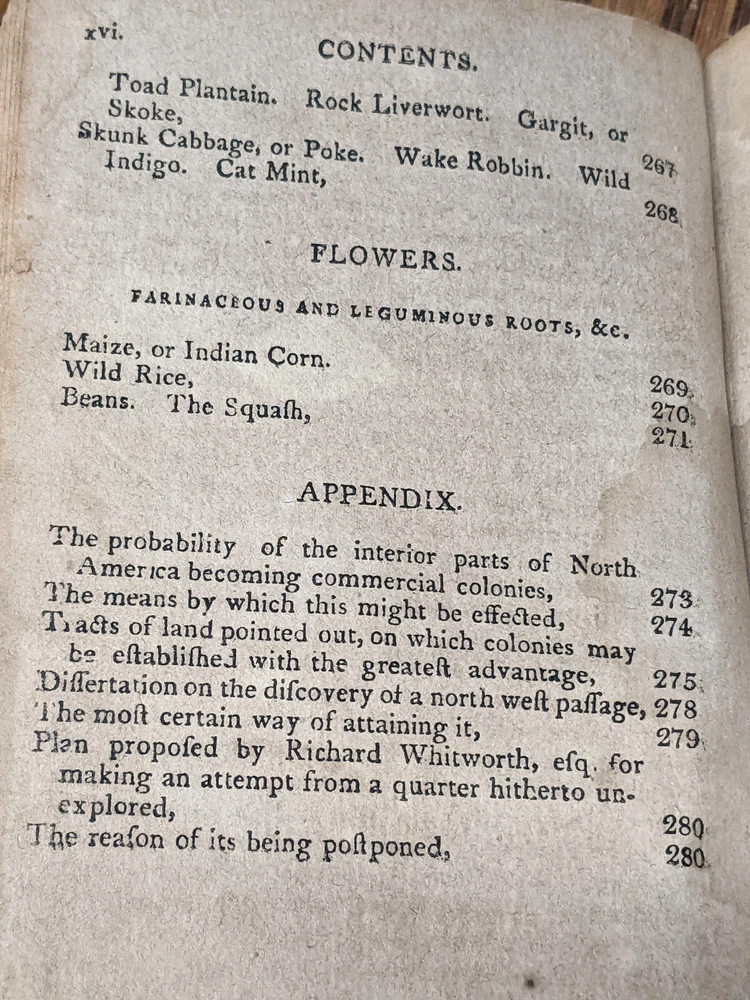 xvi.
CONTENTS.
Toad Plantain. Rock Liverwort. Gargit, or
Skoke, 267
Skunk Cabbage, or Poke. Wake Robbin. Wild
Indigo. Cat Mint, 268
FLOWERS.
FARINACEOUS AND LEGUMINOUS ROOTS, &c.
Maize, or Indian Corn. 269
Wild Rice, 270
Beans. The Squaſh, 271
APPENDIX.
The probability of the interior parts of North
America becoming commercial colonies, 273
The means by which this might be effected, 274
Tracts of land pointed out, on which colonies may
be eſtabliſhed with the greateſt advantage, 275
Diſſertation on the diſcovery of a north weſt paſſage, 278
The moſt certain way of attaining it, 279
Plan propoſed by Richard Whitworth, eſq. for
making an attempt from a quarter hitherto un-
explored, 280
The reaſon of its being poſtponed, 280